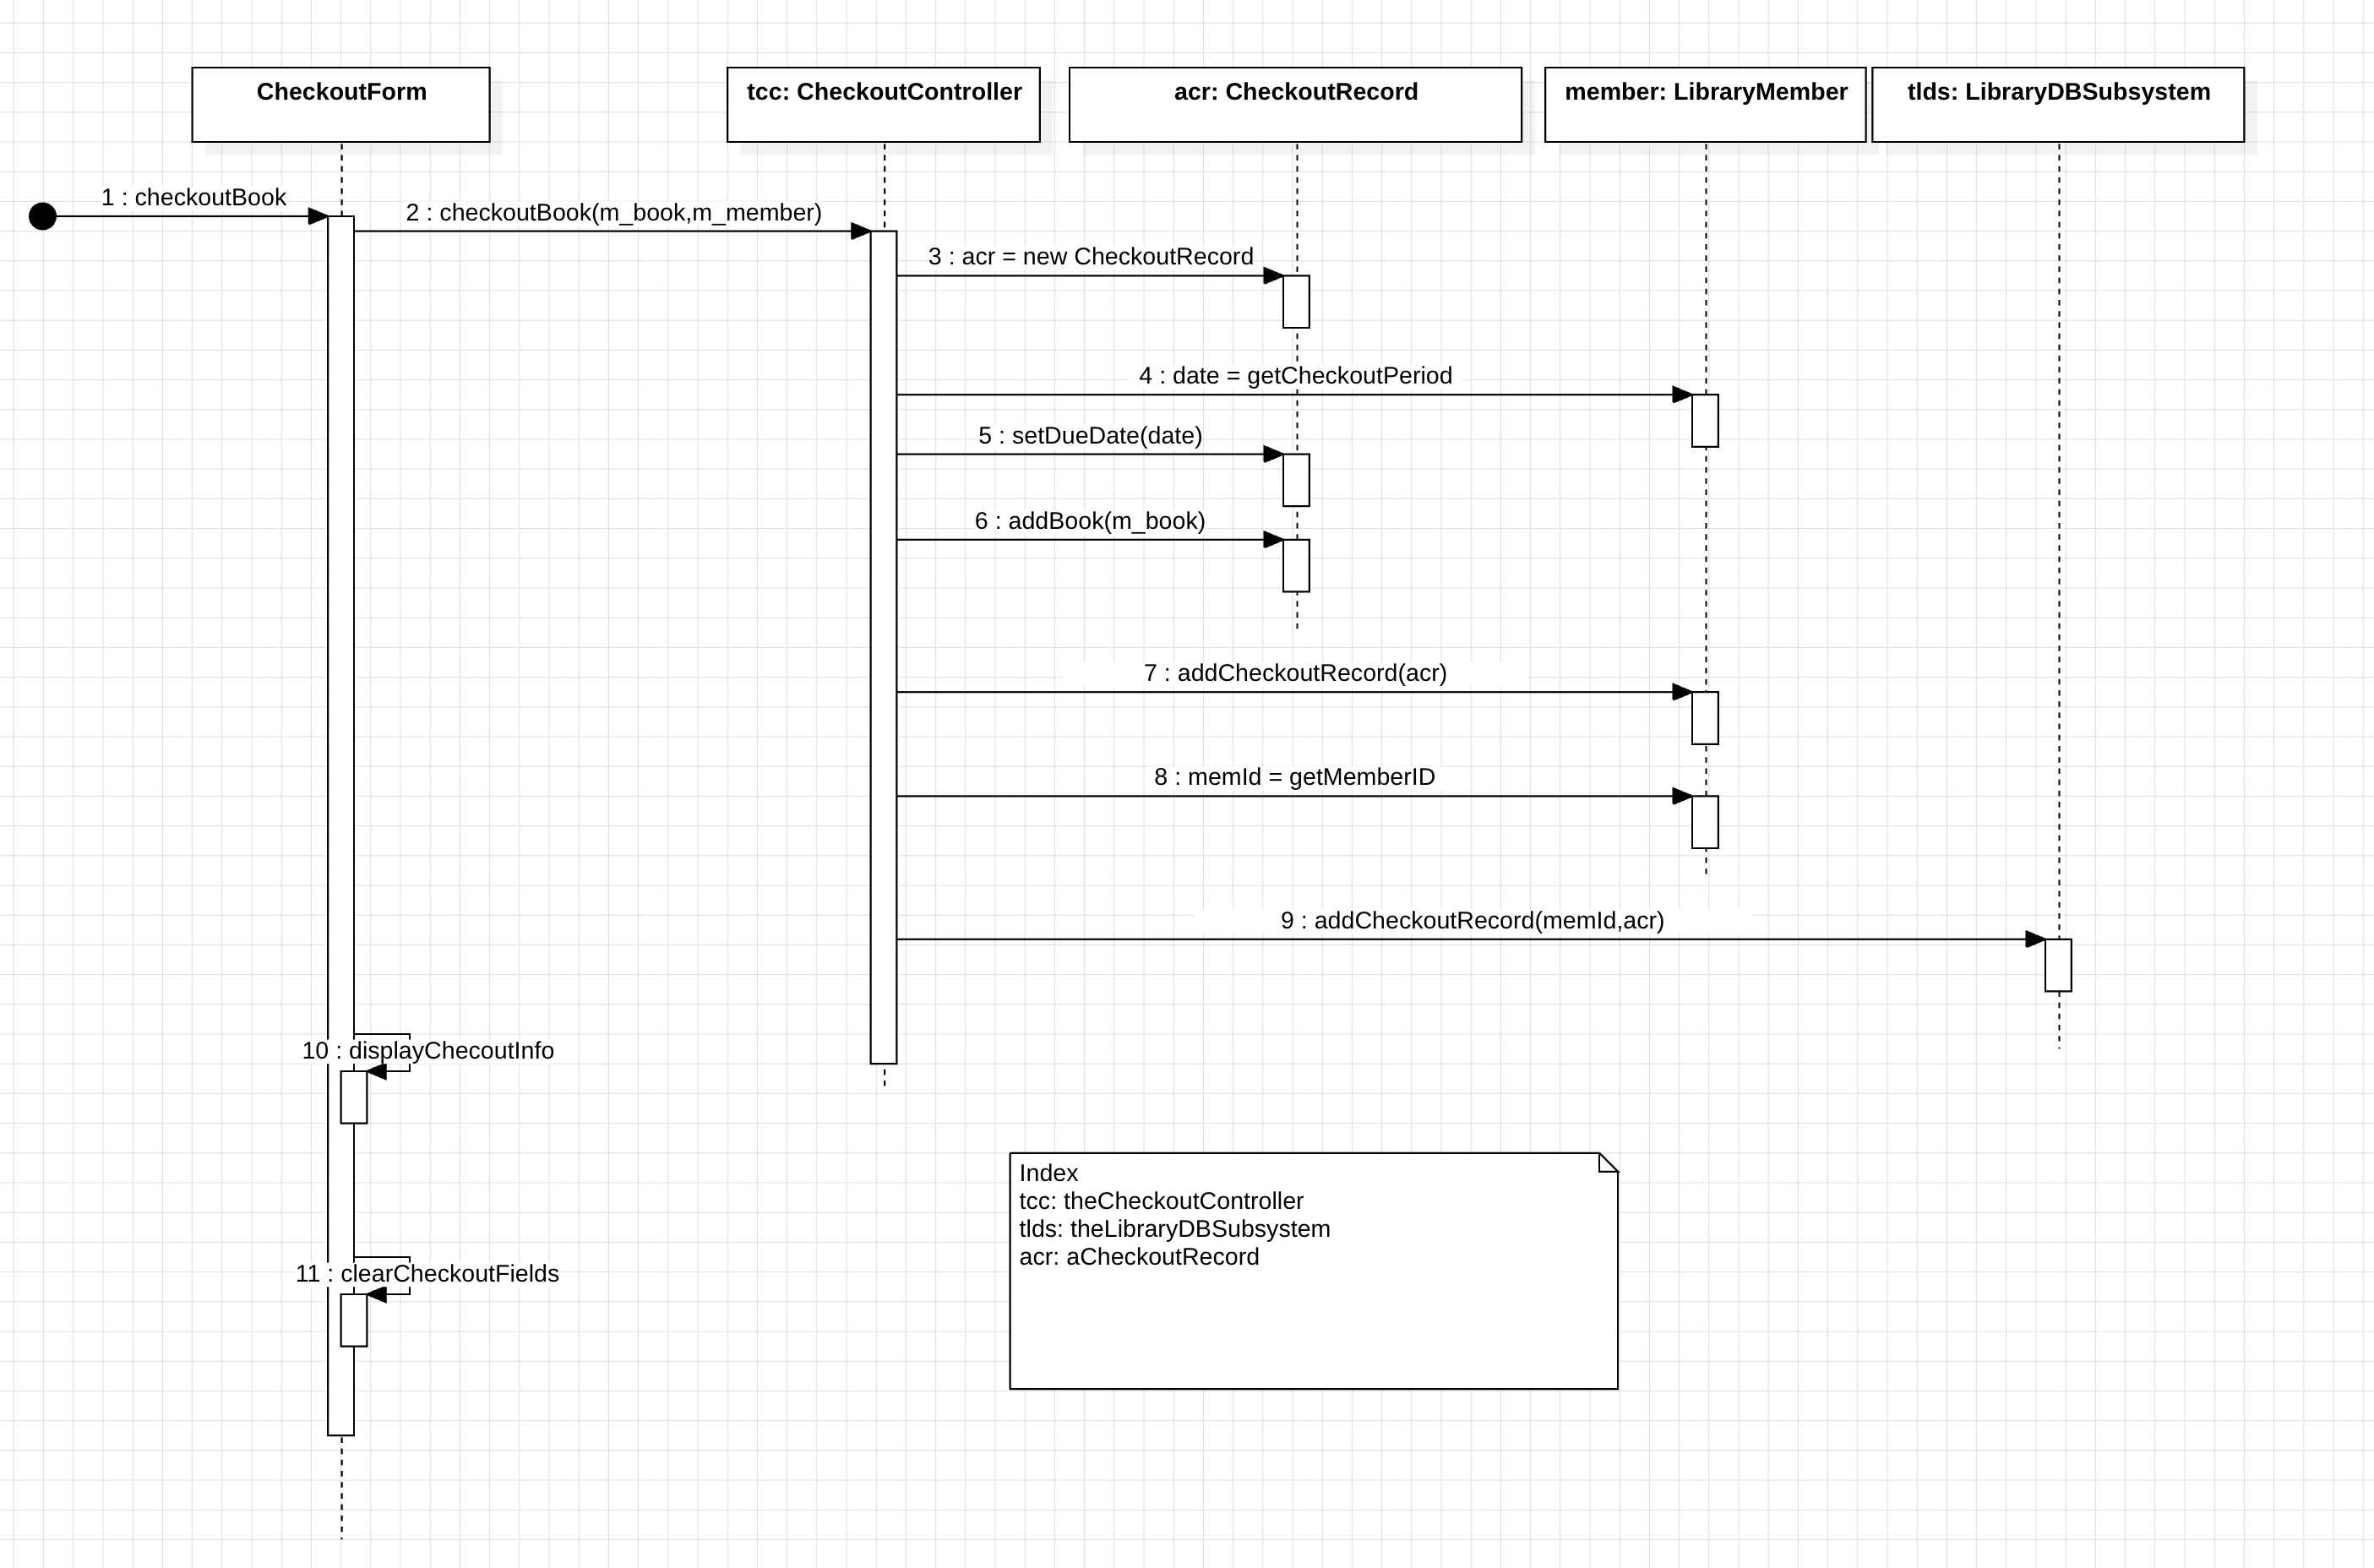 CheckoutForm
tcc: CheckoutController
acr: CheckoutRecord
member: LibraryMember
tlds: LibraryDBSubsystem
1 : checkoutBook
2 : checkoutBook(m_book,m_member)
3 : acr = new CheckoutRecord
4 : date = getCheckoutPeriod
5 : setDueDate(date)
6 : addBook(m_book)
7 : addCheckoutRecord(acr)
8 : memId = getMemberID
9 : addCheckoutRecord(memId,acr)
10 : displayChecoutInfo
11 : clearCheckoutFields
Index
tcc: theCheckoutController
tlds: theLibraryDBSubsystem
acr: aCheckoutRecord